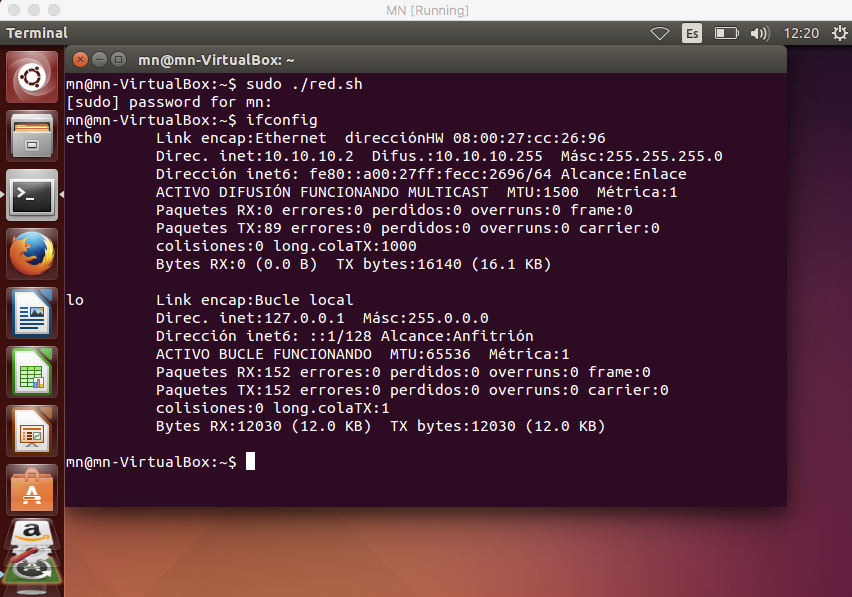 MN [Running]
Terminal
Es
12:20
mn@mn-VirtualBox: ~
mn@mn-VirtualBox:~$ sudo ./red.sh
[sudo] password for mn:
mn@mn-VirtualBox:~$ ifconfig
eth0      Link encap:Ethernet  direcciónHW 08:00:27:cc:26:96
          Direc. inet:10.10.10.2  Difus.:10.10.10.255  Másc:255.255.255.0
          Dirección inet6: fe80::a00:27ff:fecc:2696/64 Alcance:Enlace
          ACTIVO DIFUSIÓN FUNCIONANDO MULTICAST  MTU:1500  Métrica:1
          Paquetes RX:0 errores:0 perdidos:0 overruns:0 frame:0
          Paquetes TX:89 errores:0 perdidos:0 overruns:0 carrier:0
          colisiones:0 long.colaTX:1000
          Bytes RX:0 (0.0 B)  TX bytes:16140 (16.1 KB)
lo        Link encap:Bucle local
          Direc. inet:127.0.0.1  Másc:255.0.0.0
          Dirección inet6: ::1/128 Alcance:Anfitrión
          ACTIVO BUCLE FUNCIONANDO  MTU:65536  Métrica:1
          Paquetes RX:152 errores:0 perdidos:0 overruns:0 frame:0
          Paquetes TX:152 errores:0 perdidos:0 overruns:0 carrier:0
          colisiones:0 long.colaTX:1
          Bytes RX:12030 (12.0 KB)  TX bytes:12030 (12.0 KB)
mn@mn-VirtualBox:~$